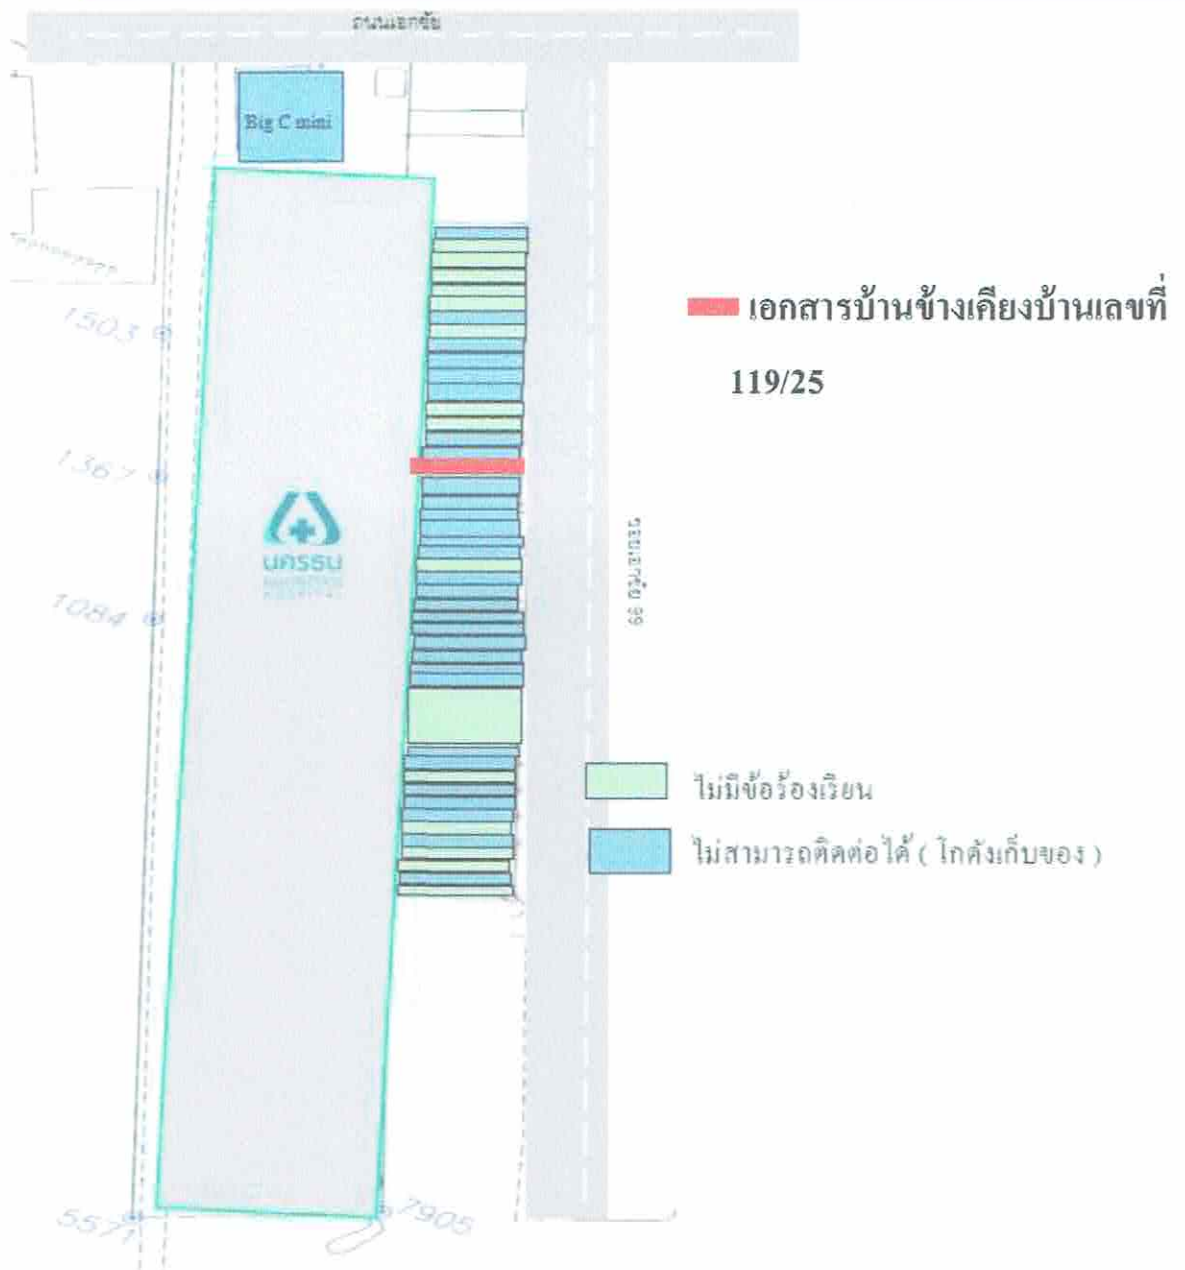 ถนนเอกชัย
Big C mini
1503
เอกสารบ้านข้างเคียงบ้านเลขที่
119/25
1367
นครธน
ซอยเอกชัย 99
1084
ไม่มีข้อร้องเรียน
ไม่สามารถติดต่อได้ ( โกดังเก็บของ )
5571
7905